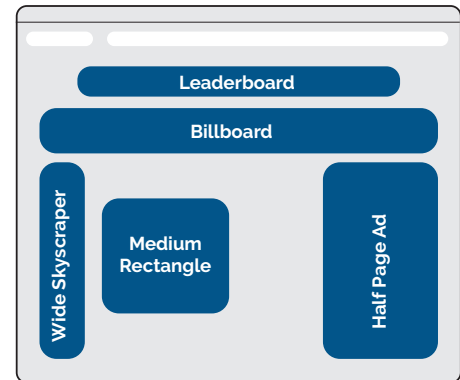 Leaderboard
Billboard
Wide Skyscraper
Medium
Rectangle
Half Page Ad